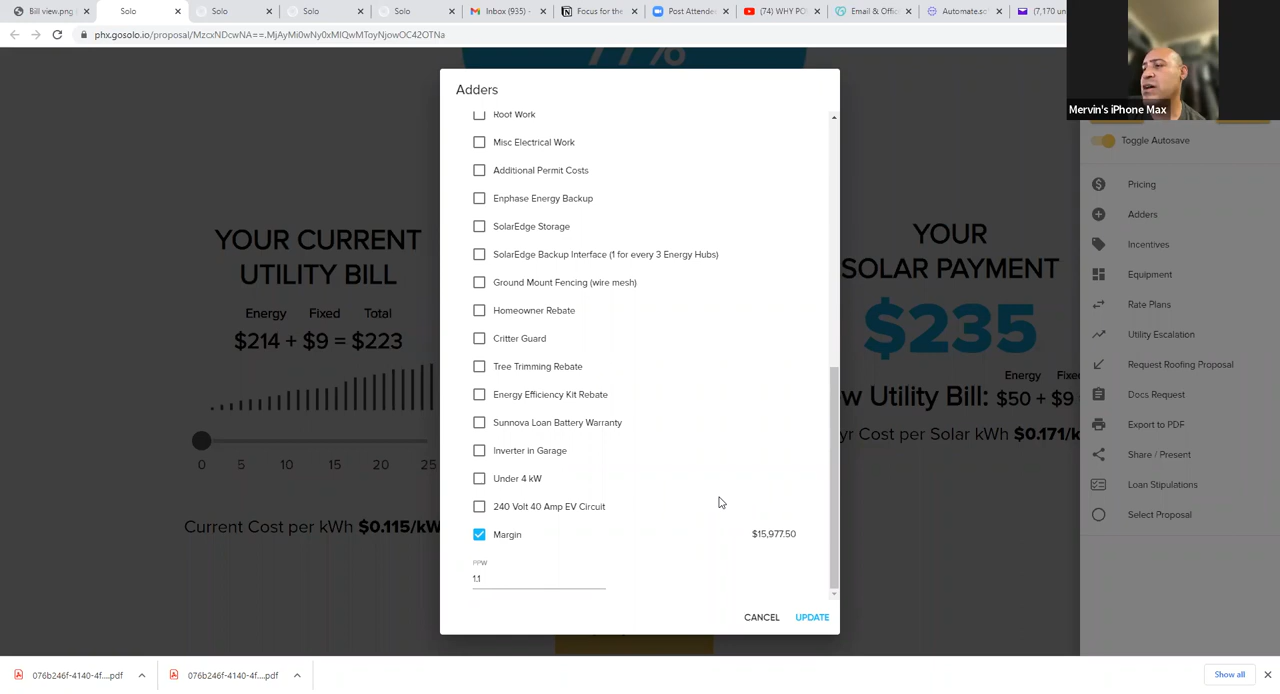 Bill view.png
Solo
Solo
Solo
Solo
Inbox (935) -
Focus for the
Post Attende
(74) WHY PO
Email & Offic
Automate.so
(7,170 un
phx.gosolo.io/proposal/MzcxNDcwNA==.MjAyMi0wNy0xMlQwMToyNjowOC42OTNa
77%
Mervin's iPhone Max
Adders
Roof Work
Misc Electrical Work
Additional Permit Costs
Enphase Energy Backup
SolarEdge Storage
SolarEdge Backup Interface (1 for every 3 Energy Hubs)
Ground Mount Fencing (wire mesh)
Homeowner Rebate
Critter Guard
Tree Trimming Rebate
Energy Efficiency Kit Rebate
Sunnova Loan Battery Warranty
Inverter in Garage
Under 4 kW
240 Volt 40 Amp EV Circuit
Margin
$15,977.50
PPW
1.1
CANCEL
UPDATE
YOUR CURRENT
UTILITY BILL
Energy Fixed Total
$214 + $9 = $223
0 5 10 15 20 25
Current Cost per kWh $0.115/kW
YOUR
SOLAR PAYMENT
$235
Energy Fixe
w Utility Bill: $50 + $9
yr Cost per Solar kWh $0.171/k
Toggle Autosave
Pricing
Adders
Incentives
Equipment
Rate Plans
Utility Escalation
Request Roofing Proposal
Docs Request
Export to PDF
Share / Present
Loan Stipulations
Select Proposal
076b246f-4140-4f....pdf
076b246f-4140-4f....pdf
Show all